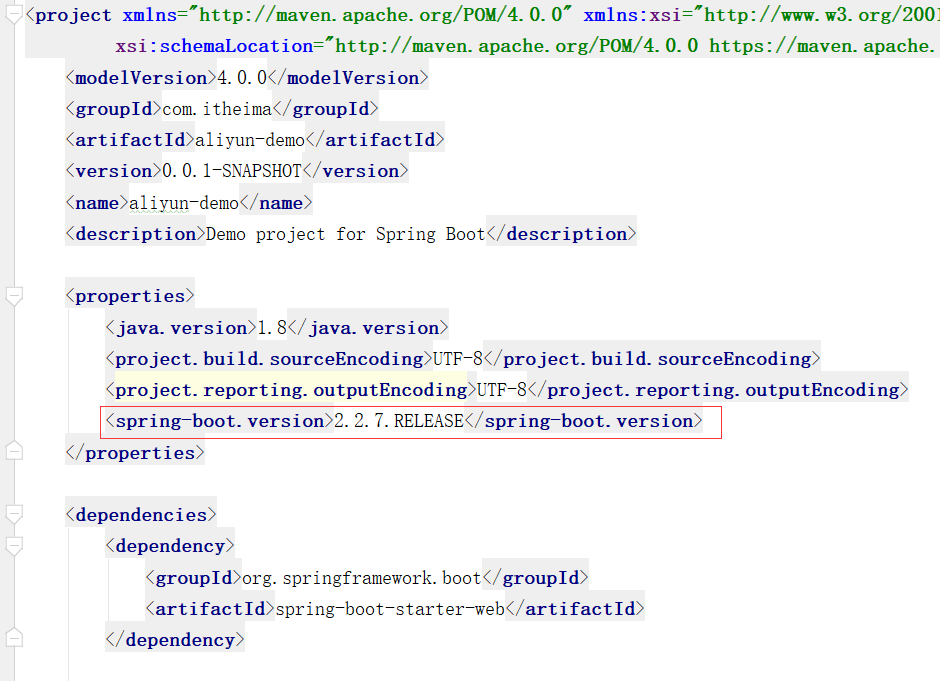 <project xmlns="http://maven.apache.org/POM/4.0.0" xmlns:xsi="http://www.w3.org/2001
xsi:schemaLocation="http://maven.apache.org/POM/4.0.0 https://maven.apache.
<modelVersion>4.0.0</modelVersion>
<groupId>com.itheima</groupId>
<artifactId>aliyun-demo</artifactId>
<version>0.0.1-SNAPSHOT</version>
<name>aliyun-demo</name>
<description>Demo project for Spring Boot</description>
<properties>
<java.version>1.8</java.version>
<project.build.sourceEncoding>UTF-8</project.build.sourceEncoding>
<project.reporting.outputEncoding>UTF-8</project.reporting.outputEncoding>
<spring-boot.version>2.2.7.RELEASE</spring-boot.version>
</properties>
<dependencies>
<dependency>
<groupId>org.springframework.boot</groupId>
<artifactId>spring-boot-starter-web</artifactId>
</dependency>